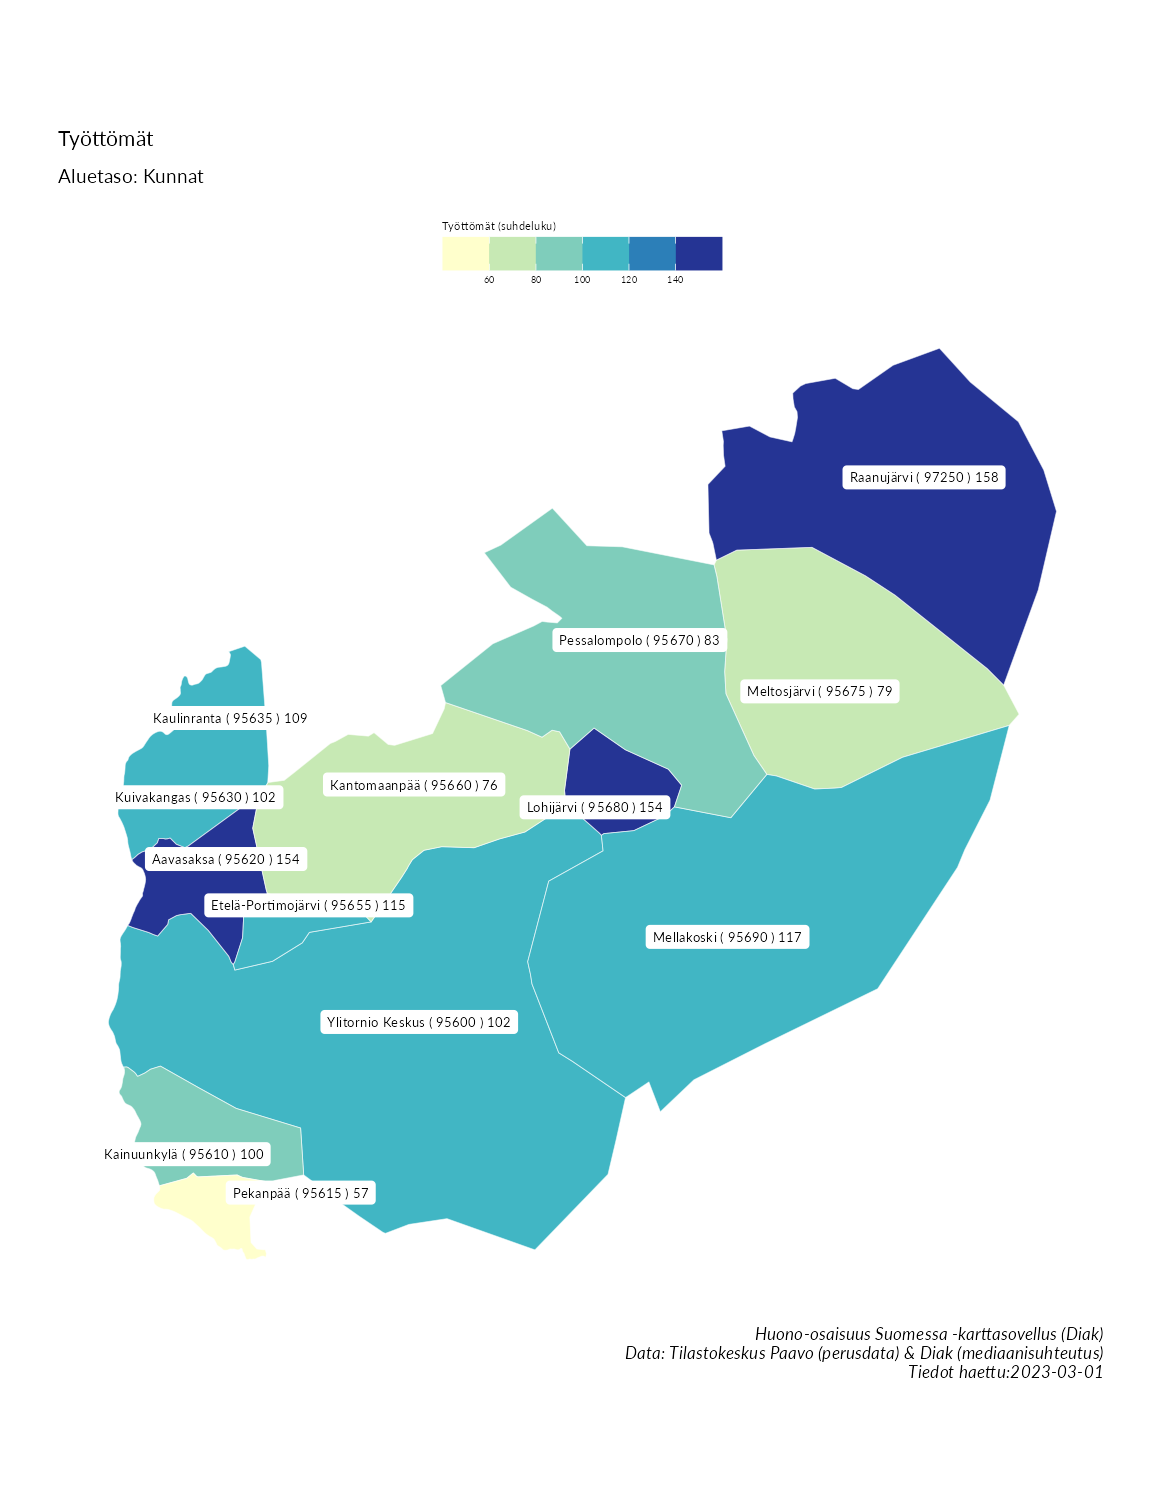 Työttömät
Aluetaso: Kunnat
Työttömät (suhdeluku)
60 80 100 120 140
Raanujärvi ( 97250 ) 158
Pessalompolo ( 95670 ) 83
Meltosjärvi ( 95675 ) 79
Kaulinranta ( 95635 ) 109
Kantomaanpää ( 95660 ) 76
Kuivakangas ( 95630 ) 102
Lohijärvi ( 95680 ) 154
Aavasaksa ( 95620 ) 154
Etelä-Portimojärvi ( 95655 ) 115
Mellakoski ( 95690 ) 117
Ylitornio Keskus ( 95600 ) 102
Kainuunkylä ( 95610 ) 100
Pekanpää ( 95615 ) 57
Huono-osaisuus Suomessa -karttasovellus (Diak)
Data: Tilastokeskus Paavo (perusdata) & Diak (mediaanisuhteutus)
Tiedot haettu:2023-03-01